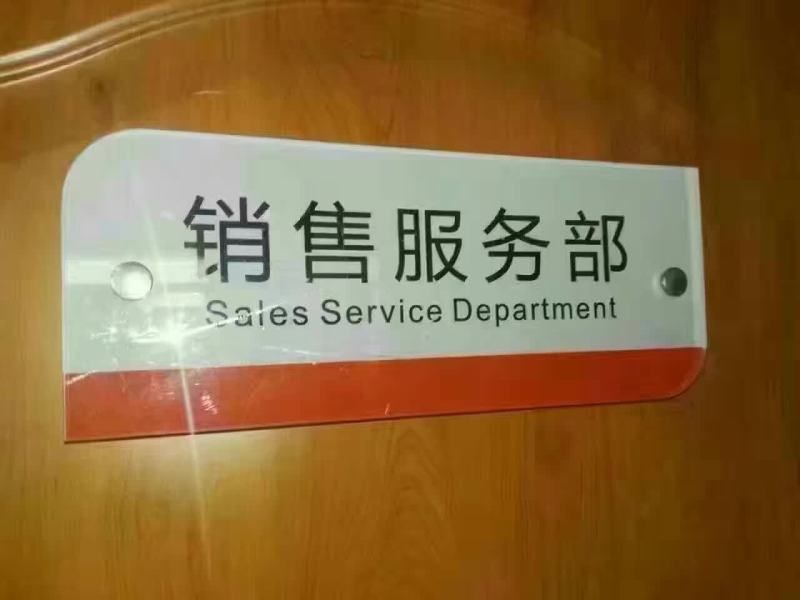 销售服务部
Sales Service Department